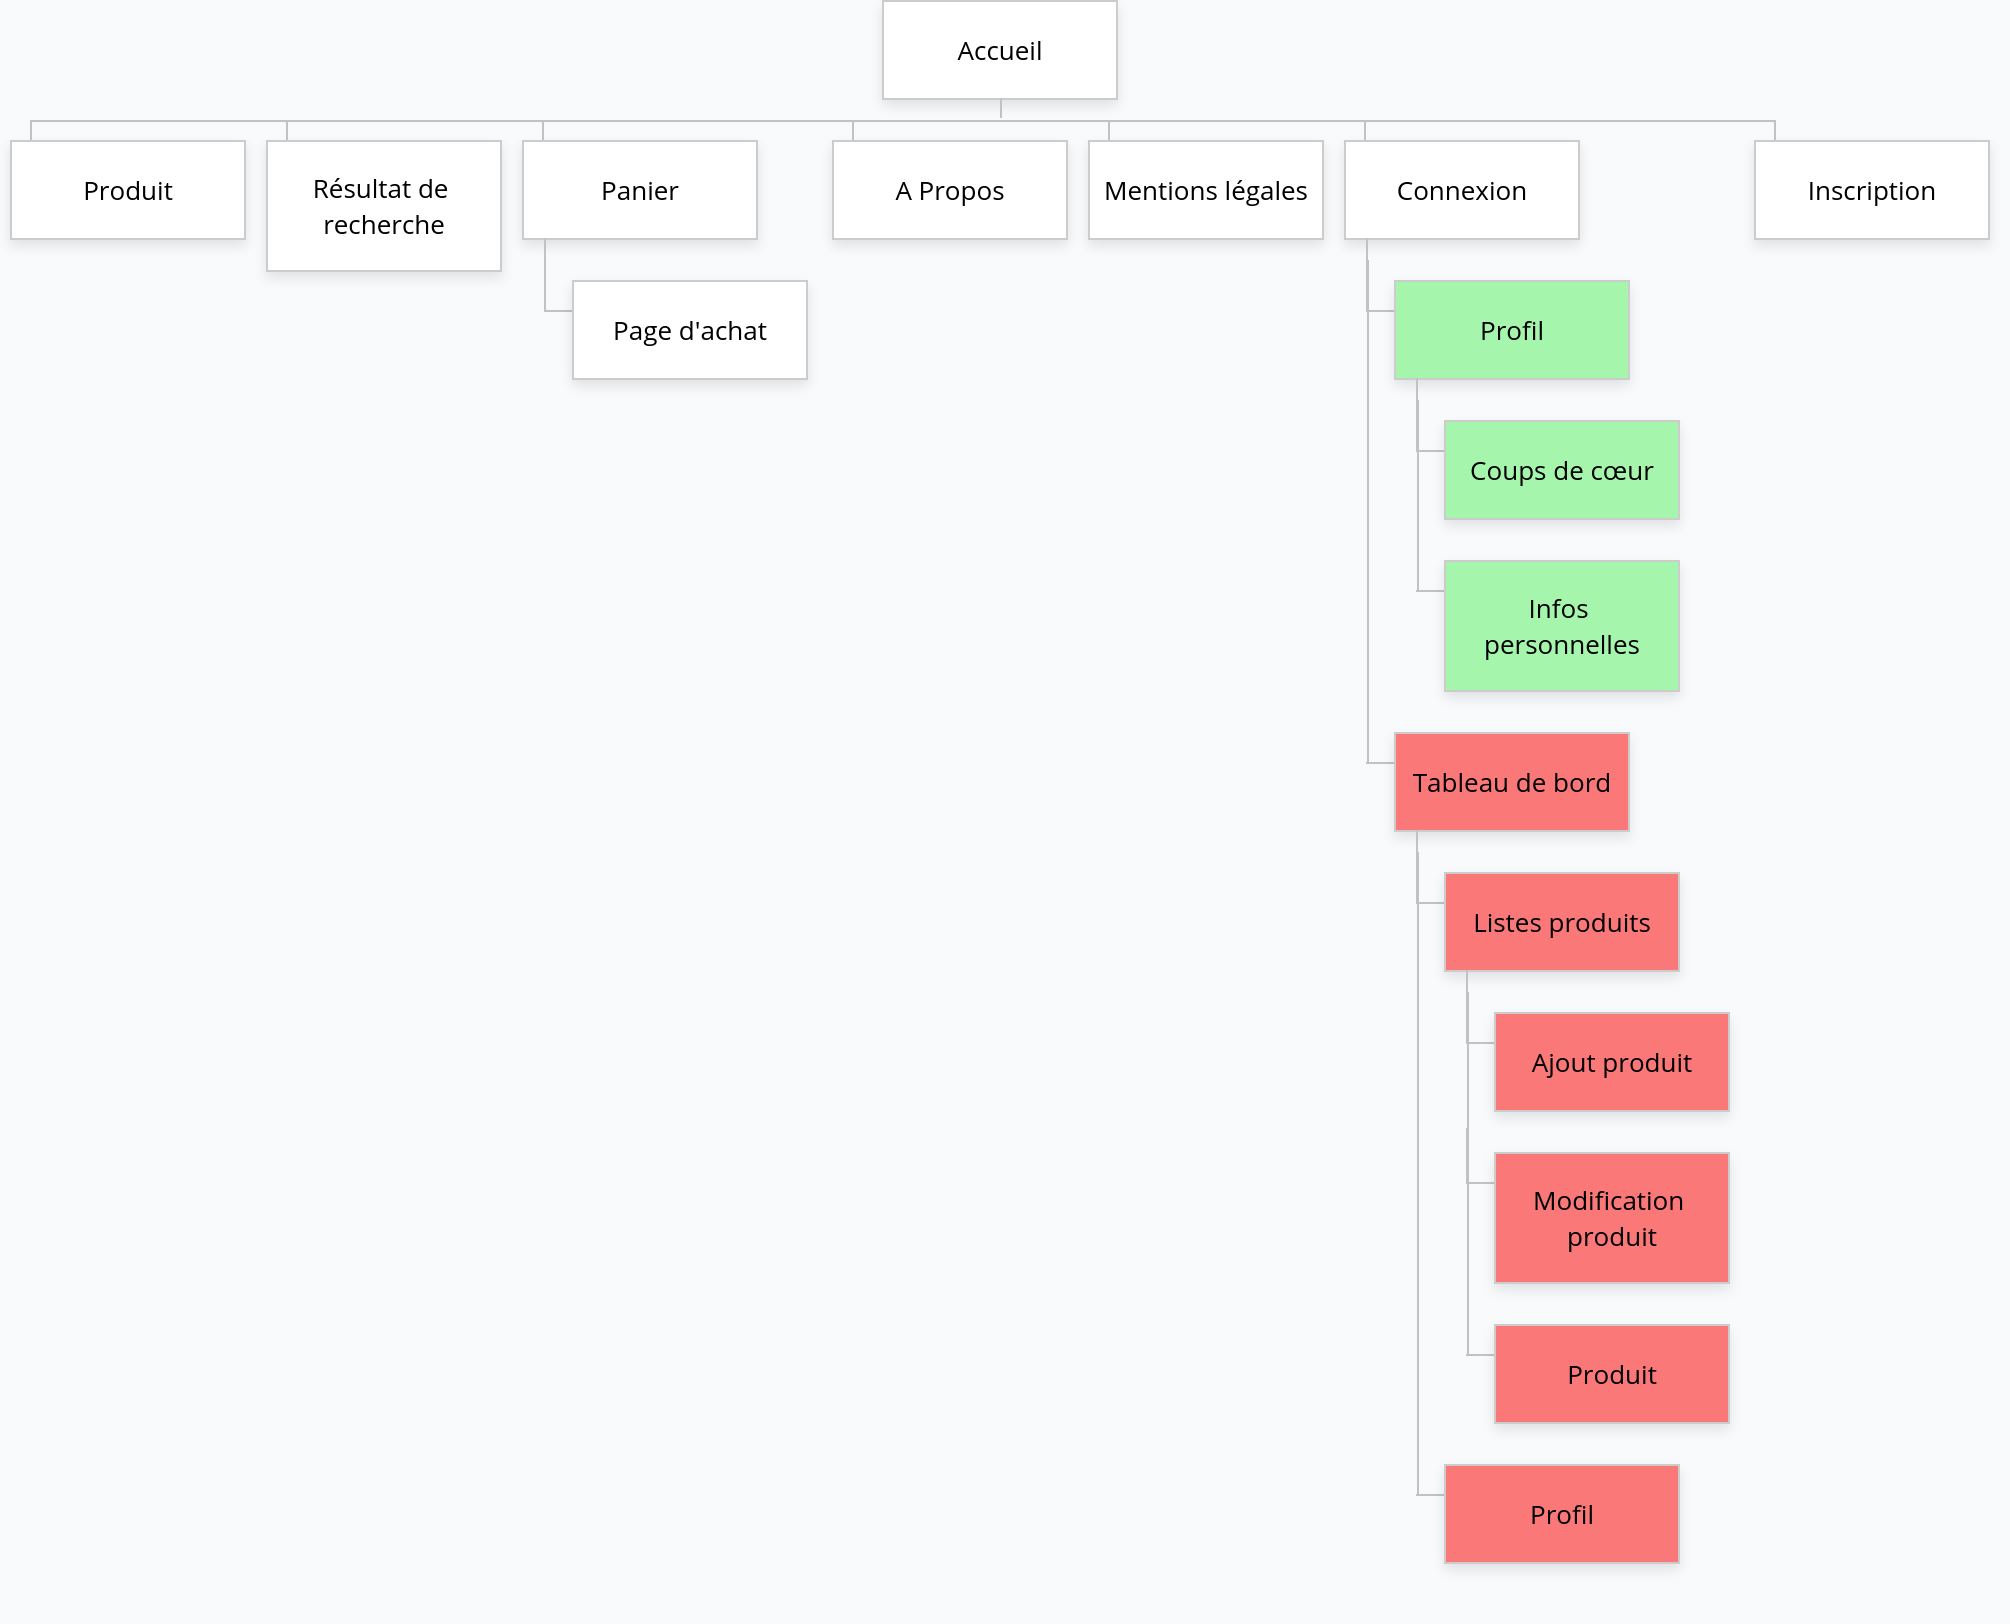 Accueil
Produit
Résultat de
recherche
Panier
A Propos
Mentions légales
Connexion
Inscription
Page d'achat
Profil
Coups de cœur
Infos
personnelles
Tableau de bord
Listes produits
Ajout produit
Modification
produit
Produit
Profil